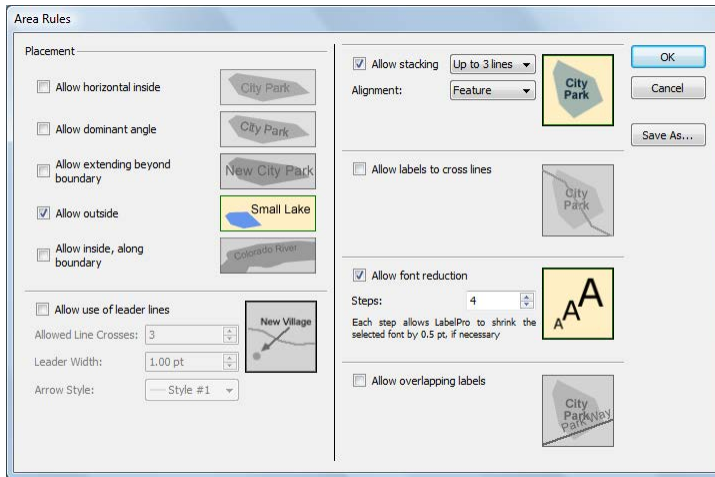 Area Rules
Placement
Allow horizontal inside
City Park
Allow dominant angle
City Park
Allow extending beyond
boundary
New City Park
Allow outside
Small Lake
Allow inside, along
boundary
Colorado River
Allow use of leader lines
New Village
Allowed Line Crosses: 3
Leader Width: 1.00 pt
Arrow Style: Style #1
Allow stacking Up to 3 lines
Alignment: Feature
City
Park
Allow labels to cross lines
City
Park
Allow font reduction
Steps: 4
Each step allows LabelPro to shrink the
selected font by 0.5 pt, if necessary
A A A
Allow overlapping labels
City
Park
Park Way
OK
Cancel
Save As...